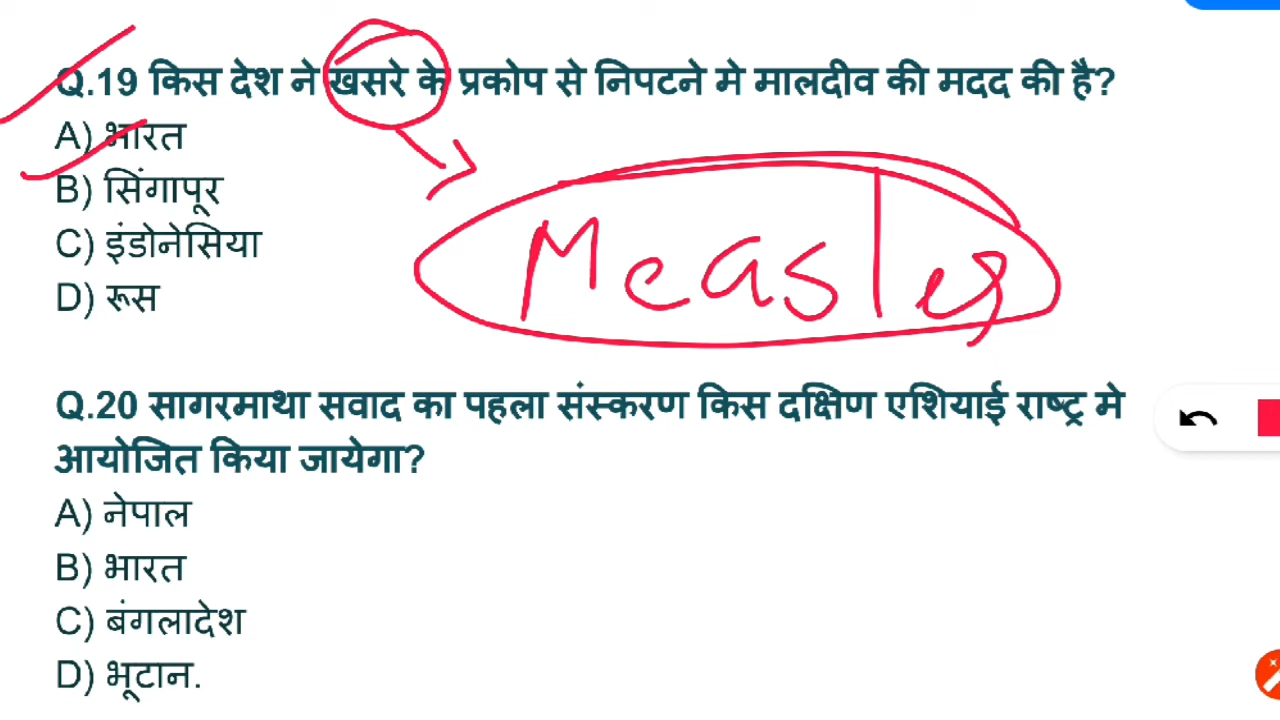 Q.19 किस देश ने खसरे के प्रकोप से निपटने मे मालदीव की मदद की है?
A) भारत
B) सिंगापूर
C) इंडोनेसिया
D) रूस
Measles
Q.20 सागरमाथा सवाद का पहला संस्करण किस दक्षिण एशियाई राष्ट्र मे
आयोजित किया जायेगा?
A) नेपाल
B) भारत
C) बंगलादेश
D) भूटान.